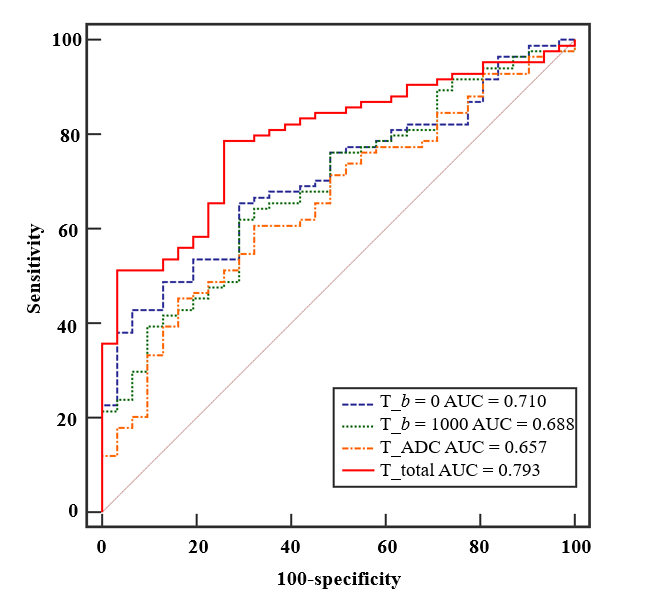 100
80
60
40
20
0
Sensitivity
T_b = 0 AUC = 0.710
T_b = 1000 AUC = 0.688
T_ADC AUC = 0.657
T_total AUC = 0.793
0 20 40 60 80 100
100-specificity